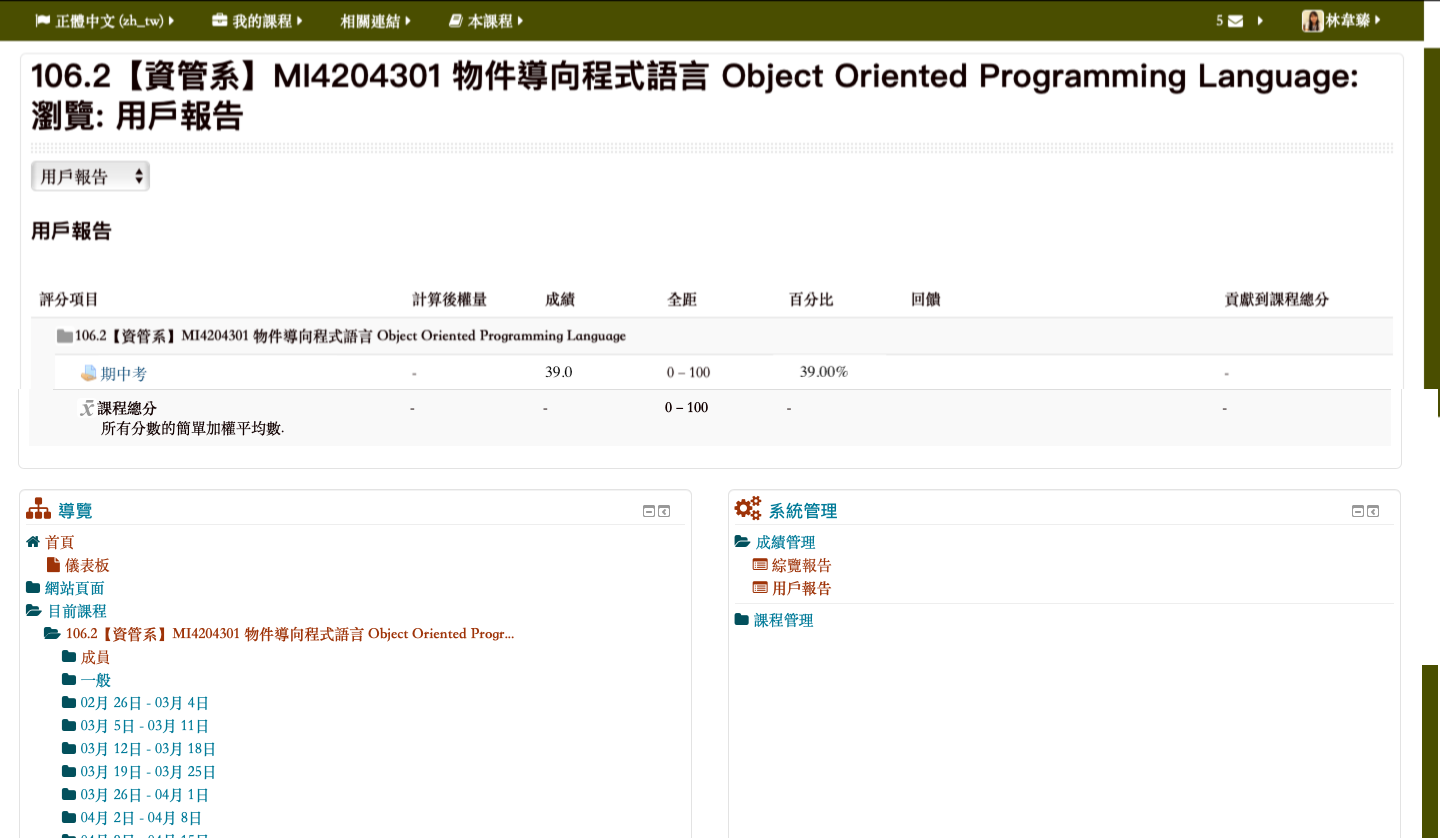 正體中文 (zh_tw) 我的課程 相關連結 本課程 5 林韋臻
106.2【資管系】MI4204301 物件導向程式語言 Object Oriented Programming Language:
瀏覽: 用戶報告
用戶報告
用戶報告
評分項目 計算後權量 成績 全距 百分比 回饋 貢獻到課程總分
106.2【資管系】MI4204301 物件導向程式語言 Object Oriented Programming Language
期中考 - 39.0 0 – 100 39.00% -
x̄ 課程總分 - - 0 – 100 - -
所有分數的簡單加權平均數.
導覽
首頁
儀表板
網站頁面
目前課程
106.2【資管系】MI4204301 物件導向程式語言 Object Oriented Progr...
成員
一般
02月 26日 - 03月 4日
03月 5日 - 03月 11日
03月 12日 - 03月 18日
03月 19日 - 03月 25日
03月 26日 - 04月 1日
04月 2日 - 04月 8日
04月 9日 - 04月 15日
系統管理
成績管理
綜覽報告
用戶報告
課程管理